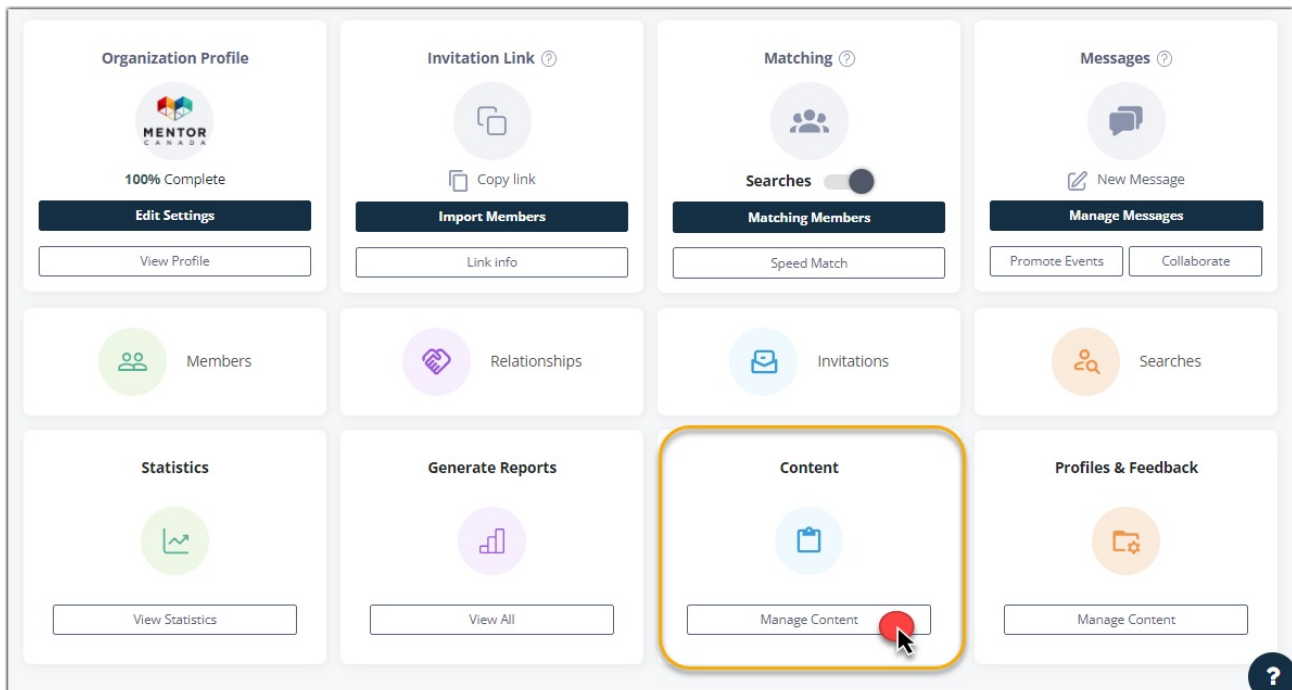 Organization Profile
MENTOR
CANADA
100% Complete
Edit Settings
View Profile
Invitation Link ?
Copy link
Import Members
Link info
Matching ?
Searches
Matching Members
Speed Match
Messages ?
New Message
Manage Messages
Promote Events
Collaborate
Members
Relationships
Invitations
Searches
Statistics
View Statistics
Generate Reports
View All
Content
Manage Content
Profiles & Feedback
Manage Content
?